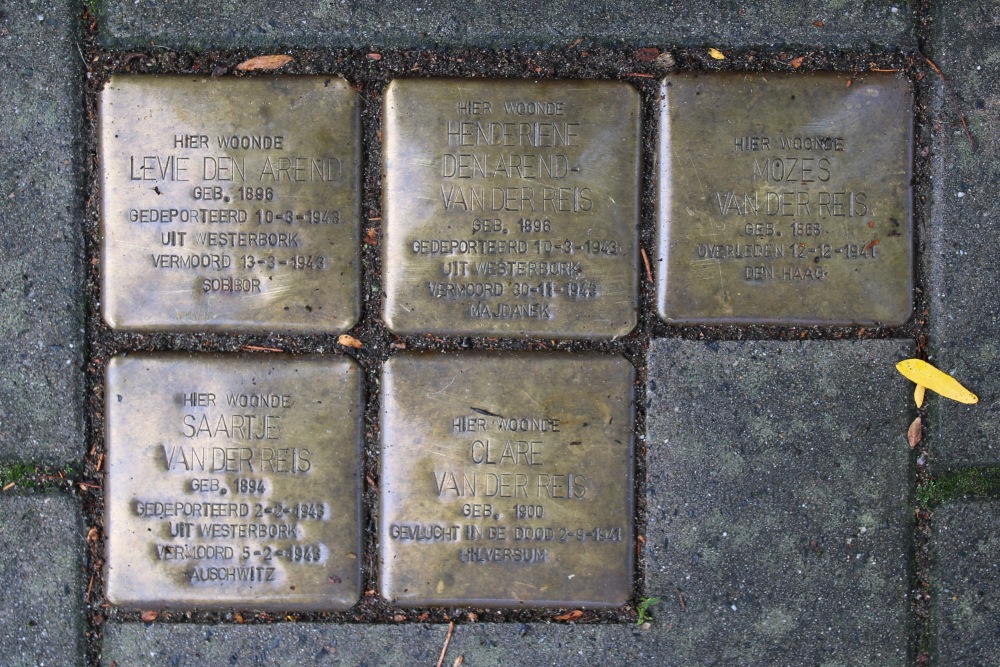 HIER WOONDE
LEVIE DEN AREND
GEB. 1896
GEDEPORTEERD 10-3-1943
UIT WESTERBORK
VERMOORD 13-3-1943
SOBIBOR
HIER WOONDE
HENDERIENE
DEN AREND-
VAN DER REIS
GEB. 1896
GEDEPORTEERD 10-3-1943
UIT WESTERBORK
VERMOORD 30-11-1943
MAJDANEK
HIER WOONDE
MOZES
VAN DER REIS
GEB. 1868
OVERLEDEN 12-12-1941
DEN HAAG
HIER WOONDE
SAARTJE
VAN DER REIS
GEB. 1894
GEDEPORTEERD 2-2-1943
UIT WESTERBORK
VERMOORD 5-2-1943
AUSCHWITZ
HIER WOONDE
CLARE
VAN DER REIS
GEB. 1900
GEVLUCHT IN DE DOOD 2-9-1941
HILVERSUM